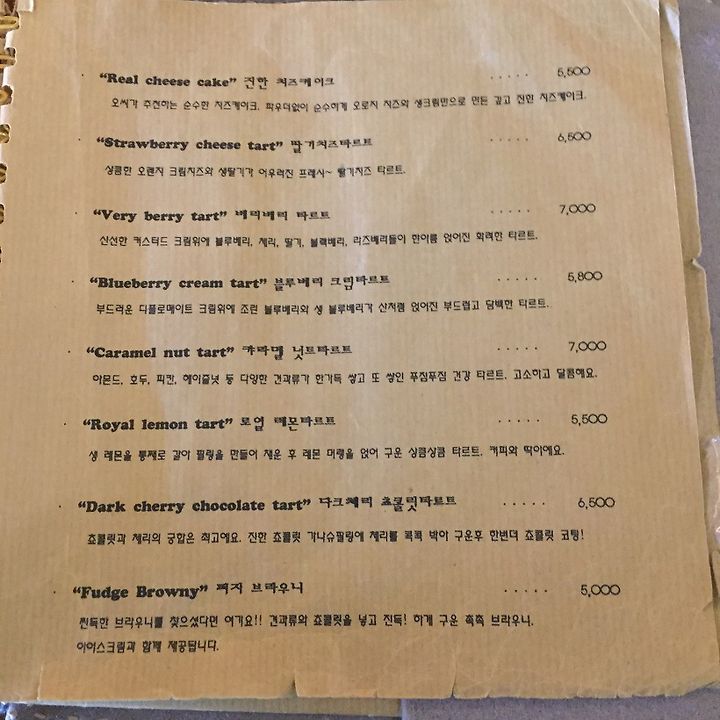 "Real cheese cake" 진한 치즈케이크 ..... 5,500
오씨가 추천하는 순수한 치즈케이크. 파우더없이 순수하게 오로지 치즈와 생크림만으로 만든 깊고 진한 치즈케이크.
"Strawberry cheese tart" 딸기치즈타르트 ..... 6,500
상큼한 오렌지 크림치즈와 생딸기가 어우러진 프레시~ 딸기치즈 타르트.
"Very berry tart" 베리베리 타르트 ..... 7,000
신선한 커스터드 크림위에 블루베리, 체리, 딸기, 블랙베리, 라즈베리들이 한아름 얹어진 화려한 타르트.
"Blueberry cream tart" 블루베리 크림타르트 ..... 5,800
부드러운 디플로메이트 크림위에 조린 블루베리와 생 블루베리가 산처럼 얹어진 부드럽고 담백한 타르트.
"Caramel nut tart" 캬라멜 넛트타르트 ..... 7,000
아몬드, 호두, 피칸, 헤이즐넛 등 다양한 견과류가 한가득 쌓고 또 쌓인 푸짐푸짐 건강 타르트. 고소하고 달콤해요.
"Royal lemon tart" 로열 레몬타르트 ..... 5,500
생 레몬을 통째로 갈아 필링을 만들어 채운 후 레몬 머랭을 얹어 구운 상큼상큼 타르트. 커피와 딱이에요.
"Dark cherry chocolate tart" 다크체리 쵸콜릿타르트 ..... 6,500
쵸콜릿과 체리의 궁합은 최고에요. 진한 쵸콜릿 가나슈필링에 체리를 콕콕 박아 구운후 한번더 쵸콜릿 코팅!
"Fudge Browny" 퍼지 브라우니 ..... 5,000
찐득한 브라우니를 찾으셨다면 여기요!! 견과류와 쵸콜릿을 넣고 진득! 하게 구운 촉촉 브라우니.
아이스크림과 함께 제공됩니다.